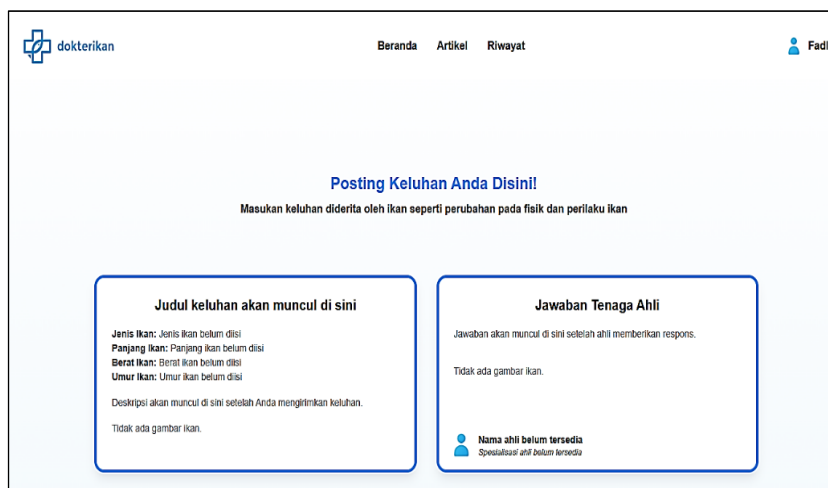 dokterikan
Beranda Artikel Riwayat
Fadl
Posting Keluhan Anda Disini!
Masukan keluhan diderita oleh ikan seperti perubahan pada fisik dan perilaku ikan
Judul keluhan akan muncul di sini
Jenis Ikan: Jenis ikan belum diisi
Panjang Ikan: Panjang ikan belum diisi
Berat Ikan: Berat ikan belum diisi
Umur Ikan: Umur ikan belum diisi
Deskripsi akan muncul di sini setelah Anda mengirimkan keluhan.
Tidak ada gambar ikan.
Jawaban Tenaga Ahli
Jawaban akan muncul di sini setelah ahli memberikan respons.
Tidak ada gambar ikan.
Nama ahli belum tersedia
Spesialisasi ahli belum tersedia